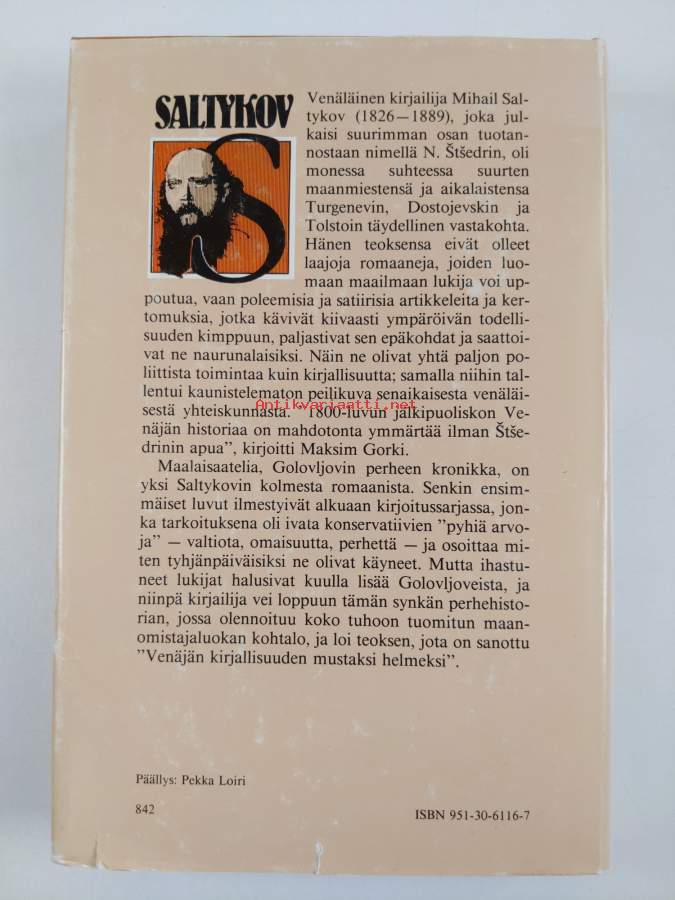 SALTYKOV
S
Venäläinen kirjailija Mihail Sal-
tykov (1826—1889), joka jul-
kaisi suurimman osan tuotan-
nostaan nimellä N. Štšedrin, oli
monessa suhteessa suurten
maanmiestensä ja aikalaistensa
Turgenevin, Dostojevskin ja
Tolstoin täydellinen vastakohta.
Hänen teoksensa eivät olleet
laajoja romaaneja, joiden luo-
maan maailmaan lukija voi up-
poutua, vaan poleemisia ja satiirisia artikkeleita ja ker-
tomuksia, jotka kävivät kiivaasti ympäröivän todelli-
suuden kimppuun, paljastivat sen epäkohdat ja saattoi-
vat ne naurunalaisiksi. Näin ne olivat yhtä paljon po-
liittista toimintaa kuin kirjallisuutta; samalla niihin tal-
lentui kaunistelematon peilikuva senaikaisesta venäläi-
sestä yhteiskunnasta. "1800-luvun jälkipuoliskon Ve-
Antikvariaatti.net
näjän historiaa on mahdotonta ymmärtää ilman Štše-
drinin apua", kirjoitti Maksim Gorki.
Maalaisaatelia, Golovljovin perheen kronikka, on
yksi Saltykovin kolmesta romaanista. Senkin ensim-
mäiset luvut ilmestyivät alkuaan kirjoitussarjassa, jon-
ka tarkoituksena oli ivata konservatiivien "pyhiä arvo-
ja" — valtiota, omaisuutta, perhettä — ja osoittaa mi-
ten tyhjänpäiväisiksi ne olivat käyneet. Mutta ihastu-
neet lukijat halusivat kuulla lisää Golovljoveista, ja
niinpä kirjailija vei loppuun tämän synkän perhehisto-
rian, jossa olennoituu koko tuhoon tuomitun maan-
omistajaluokan kohtalo, ja loi teoksen, jota on sanottu
"Venäjän kirjallisuuden mustaksi helmeksi".
Päällys: Pekka Loiri
842
ISBN 951-30-6116-7